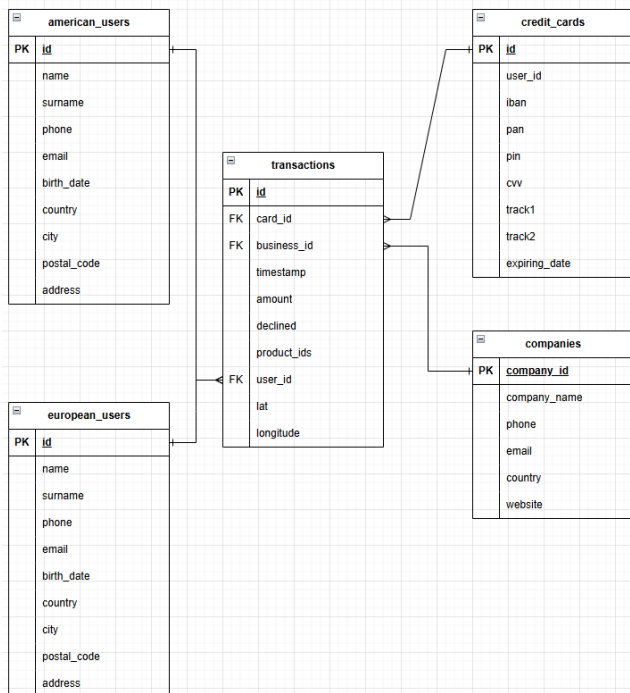 american_users
PK id
name
surname
phone
email
birth_date
country
city
postal_code
address
credit_cards
PK id
user_id
iban
pan
pin
cvv
track1
track2
expiring_date
transactions
PK id
FK card_id
FK business_id
timestamp
amount
declined
product_ids
FK user_id
lat
longitude
companies
PK company_id
company_name
phone
email
country
website
european_users
PK id
name
surname
phone
email
birth_date
country
city
postal_code
address